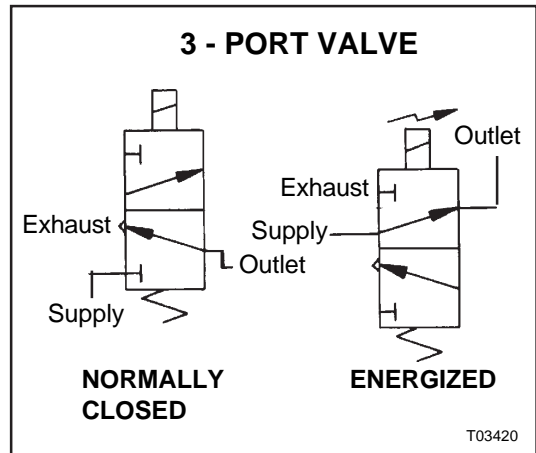 3 - PORT VALVE
Exhaust
Outlet
Supply
NORMALLY
CLOSED
Outlet
Exhaust
Supply
ENERGIZED
T03420